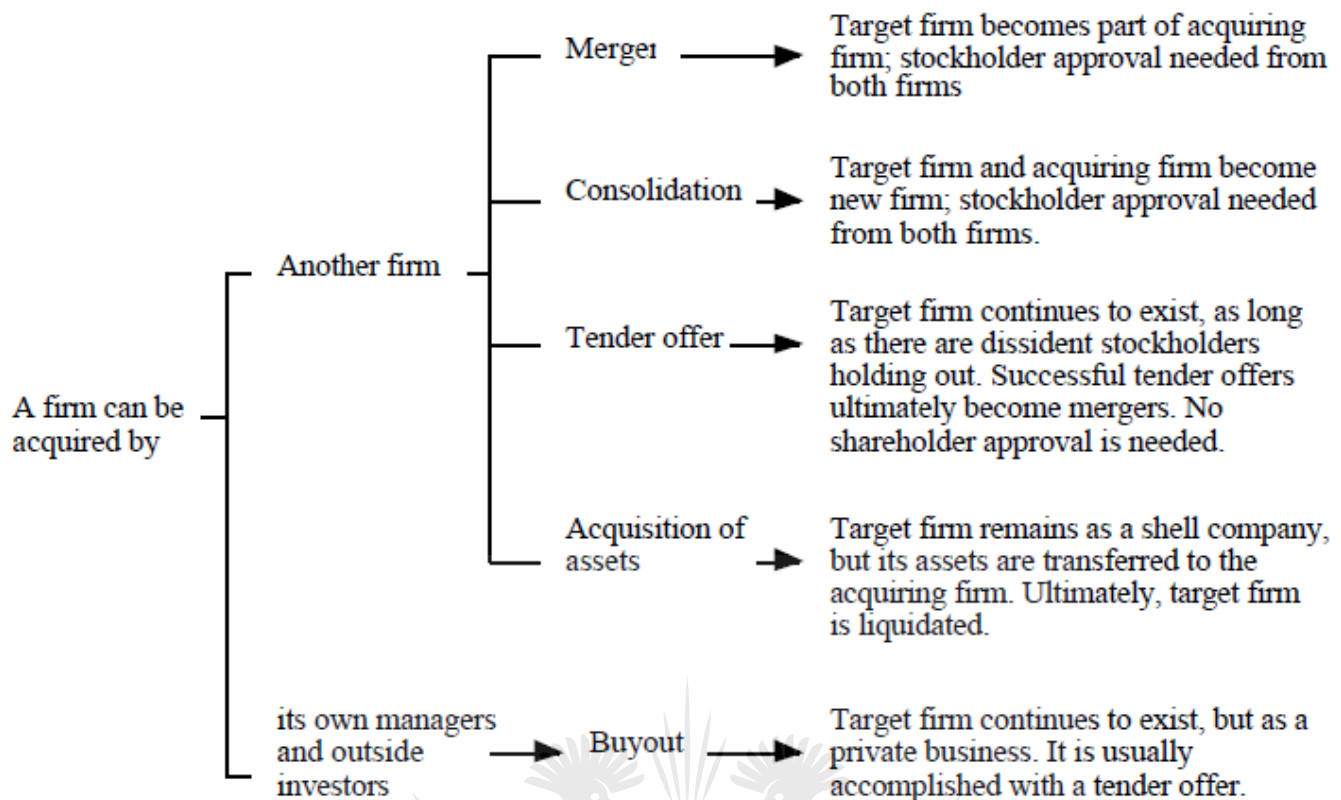 Merger
Target firm becomes part of acquiring
firm; stockholder approval needed from
both firms
Consolidation
Target firm and acquiring firm become
new firm; stockholder approval needed
from both firms.
Another firm
Tender offer
Target firm continues to exist, as long
as there are dissident stockholders
holding out. Successful tender offers
ultimately become mergers. No
shareholder approval is needed.
A firm can be
acquired by
Acquisition of
assets
Target firm remains as a shell company,
but its assets are transferred to the
acquiring firm. Ultimately, target firm
is liquidated.
its own managers
and outside
investors
Buyout
Target firm continues to exist, but as a
private business. It is usually
accomplished with a tender offer.